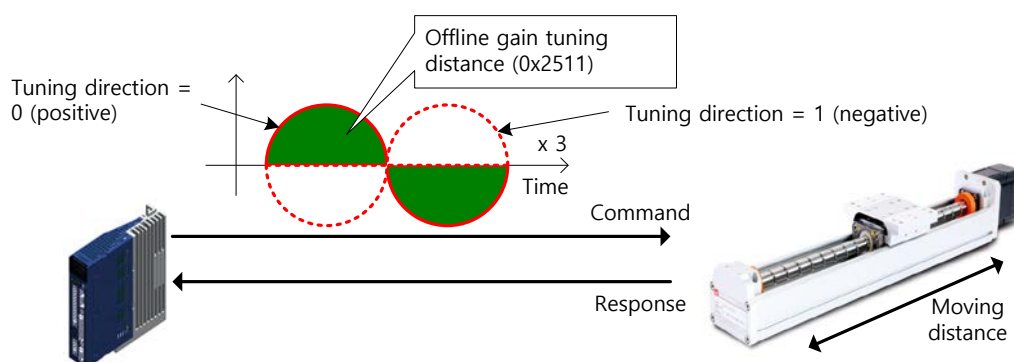 Offline gain tuning
distance (0x2511)
Tuning direction =
0 (positive)
Tuning direction = 1 (negative)
x 3
Time
Command
Response
Moving
distance